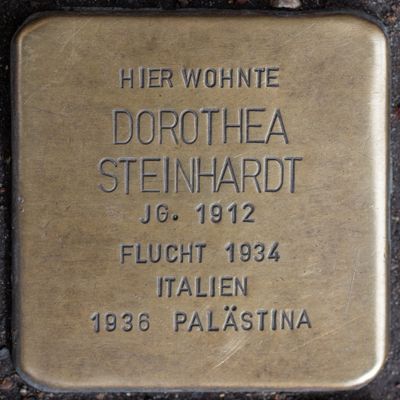 HIER WOHNTE
DOROTHEA
STEINHARDT
JG. 1912
FLUCHT 1934
ITALIEN
1936 PALÄSTINA